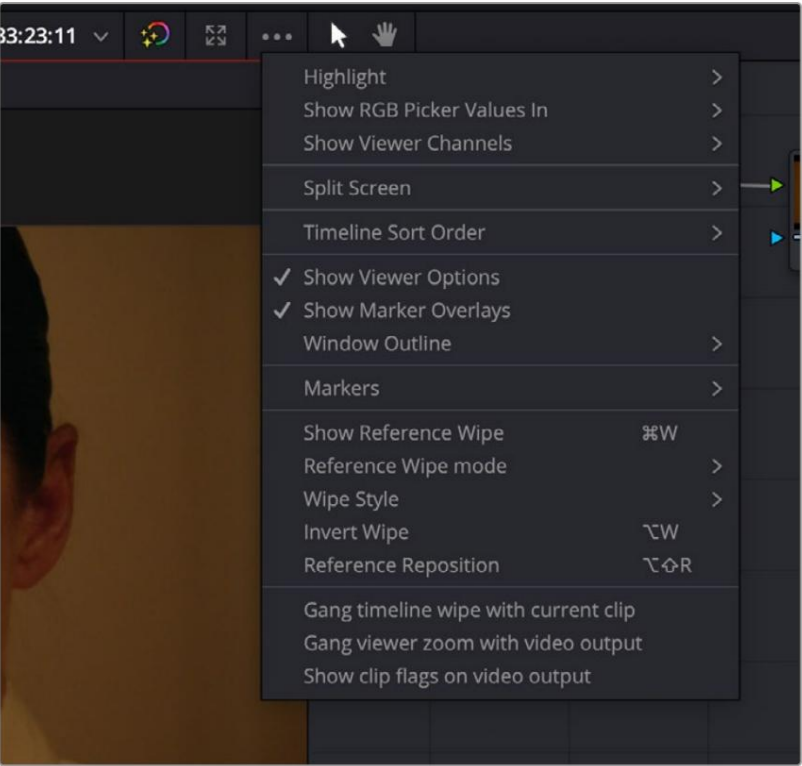 33:23:11
Highlight
Show RGB Picker Values In
Show Viewer Channels
Split Screen
Timeline Sort Order
Show Viewer Options
Show Marker Overlays
Window Outline
Markers
Show Reference Wipe ⌘W
Reference Wipe mode
Wipe Style
Invert Wipe ⌥W
Reference Reposition ⌥⇧R
Gang timeline wipe with current clip
Gang viewer zoom with video output
Show clip flags on video output